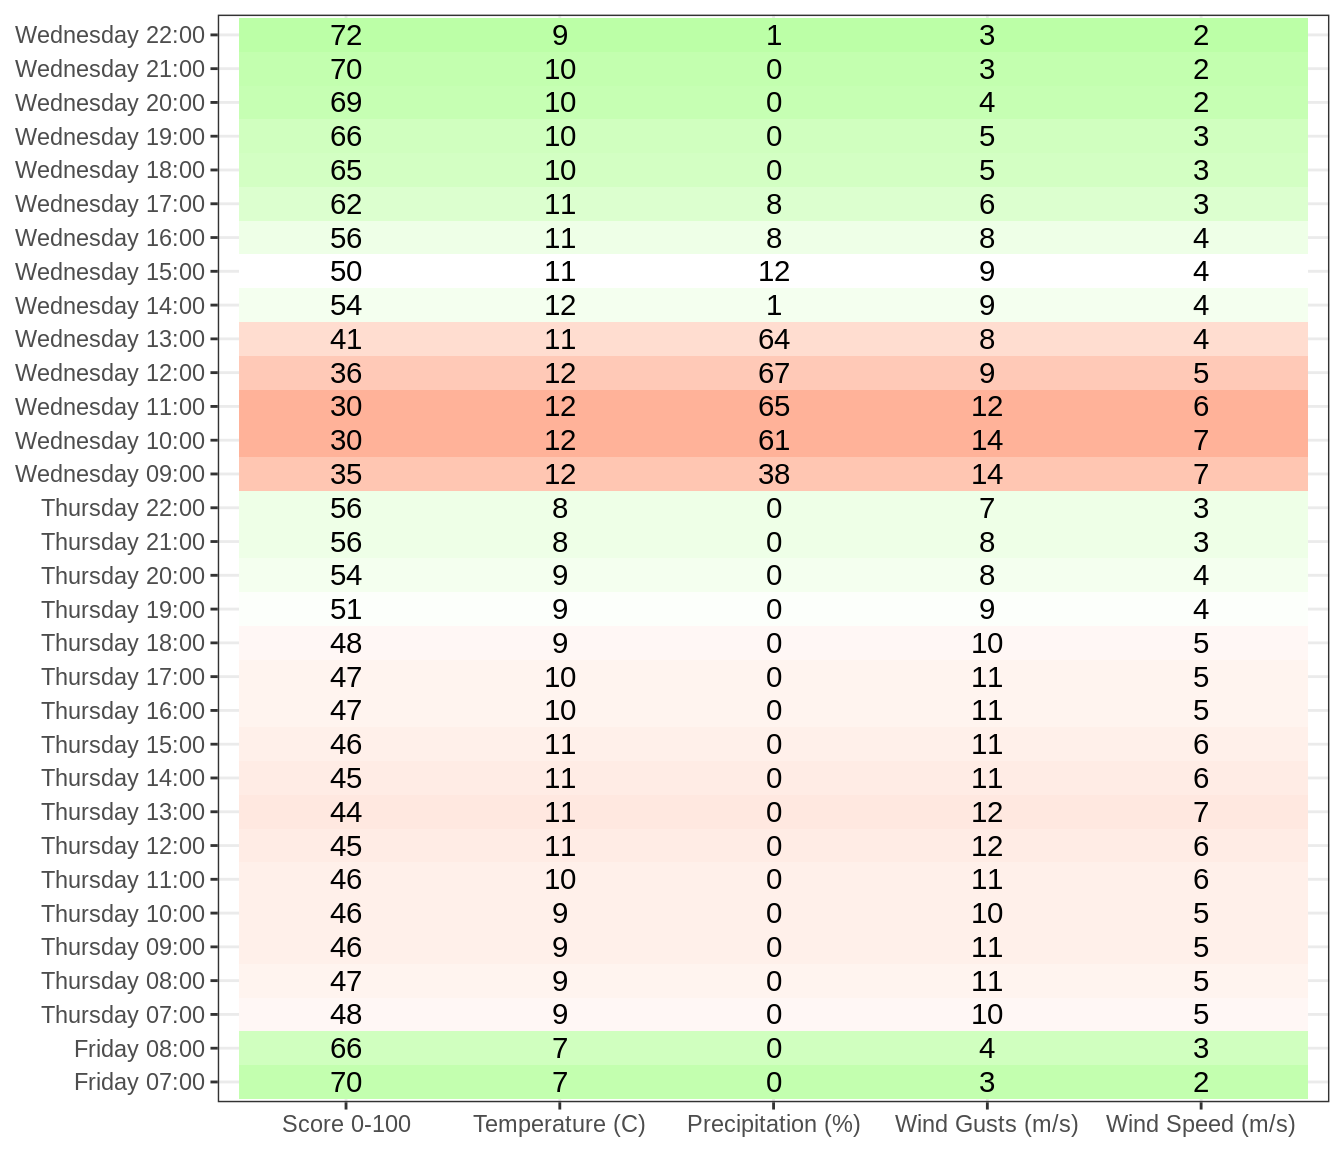 Wednesday 22:00 72 9 1 3 2
Wednesday 21:00 70 10 0 3 2
Wednesday 20:00 69 10 0 4 2
Wednesday 19:00 66 10 0 5 3
Wednesday 18:00 65 10 0 5 3
Wednesday 17:00 62 11 8 6 3
Wednesday 16:00 56 11 8 8 4
Wednesday 15:00 50 11 12 9 4
Wednesday 14:00 54 12 1 9 4
Wednesday 13:00 41 11 64 8 4
Wednesday 12:00 36 12 67 9 5
Wednesday 11:00 30 12 65 12 6
Wednesday 10:00 30 12 61 14 7
Wednesday 09:00 35 12 38 14 7
Thursday 22:00 56 8 0 7 3
Thursday 21:00 56 8 0 8 3
Thursday 20:00 54 9 0 8 4
Thursday 19:00 51 9 0 9 4
Thursday 18:00 48 9 0 10 5
Thursday 17:00 47 10 0 11 5
Thursday 16:00 47 10 0 11 5
Thursday 15:00 46 11 0 11 6
Thursday 14:00 45 11 0 11 6
Thursday 13:00 44 11 0 12 7
Thursday 12:00 45 11 0 12 6
Thursday 11:00 46 10 0 11 6
Thursday 10:00 46 9 0 10 5
Thursday 09:00 46 9 0 11 5
Thursday 08:00 47 9 0 11 5
Thursday 07:00 48 9 0 10 5
Friday 08:00 66 7 0 4 3
Friday 07:00 70 7 0 3 2
Score 0-100 Temperature (C) Precipitation (%) Wind Gusts (m/s) Wind Speed (m/s)